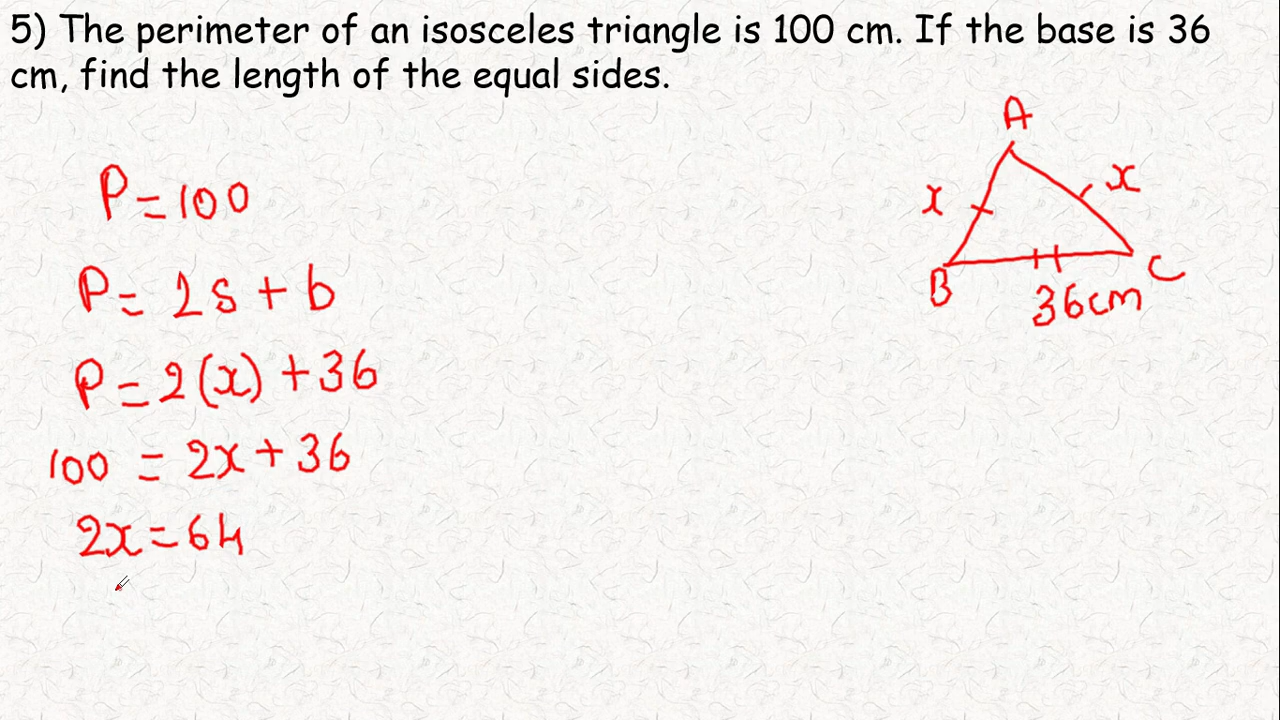 5) The perimeter of an isosceles triangle is 100 cm. If the base is 36
cm, find the length of the equal sides.
A
x
x
B
C
36cm
P=100
P= 2s+b
P=2(x)+36
100 = 2x+36
2x=64